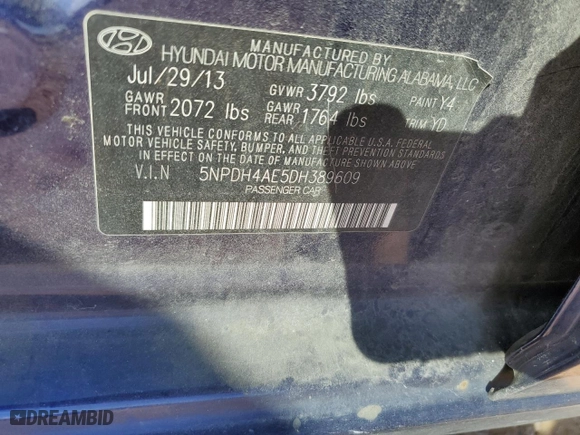 MANUFACTURED BY
HYUNDAI MOTOR MANUFACTURING ALABAMA, LLC
Jul/29/13 GVWR 3792 lbs PAINT Y4
GAWR FRONT 2072 lbs GAWR REAR 1764 lbs TRIM YD
THIS VEHICLE CONFORMS TO ALL APPLICABLE U.S.A. FEDERAL
MOTOR VEHICLE SAFETY, BUMPER, AND THEFT PREVENTION STANDARDS
IN EFFECT ON THE DATE OF MANUFACTURE SHOWN ABOVE.
V.I.N 5NPDH4AE5DH389609
PASSENGER CAR
DREAMBID